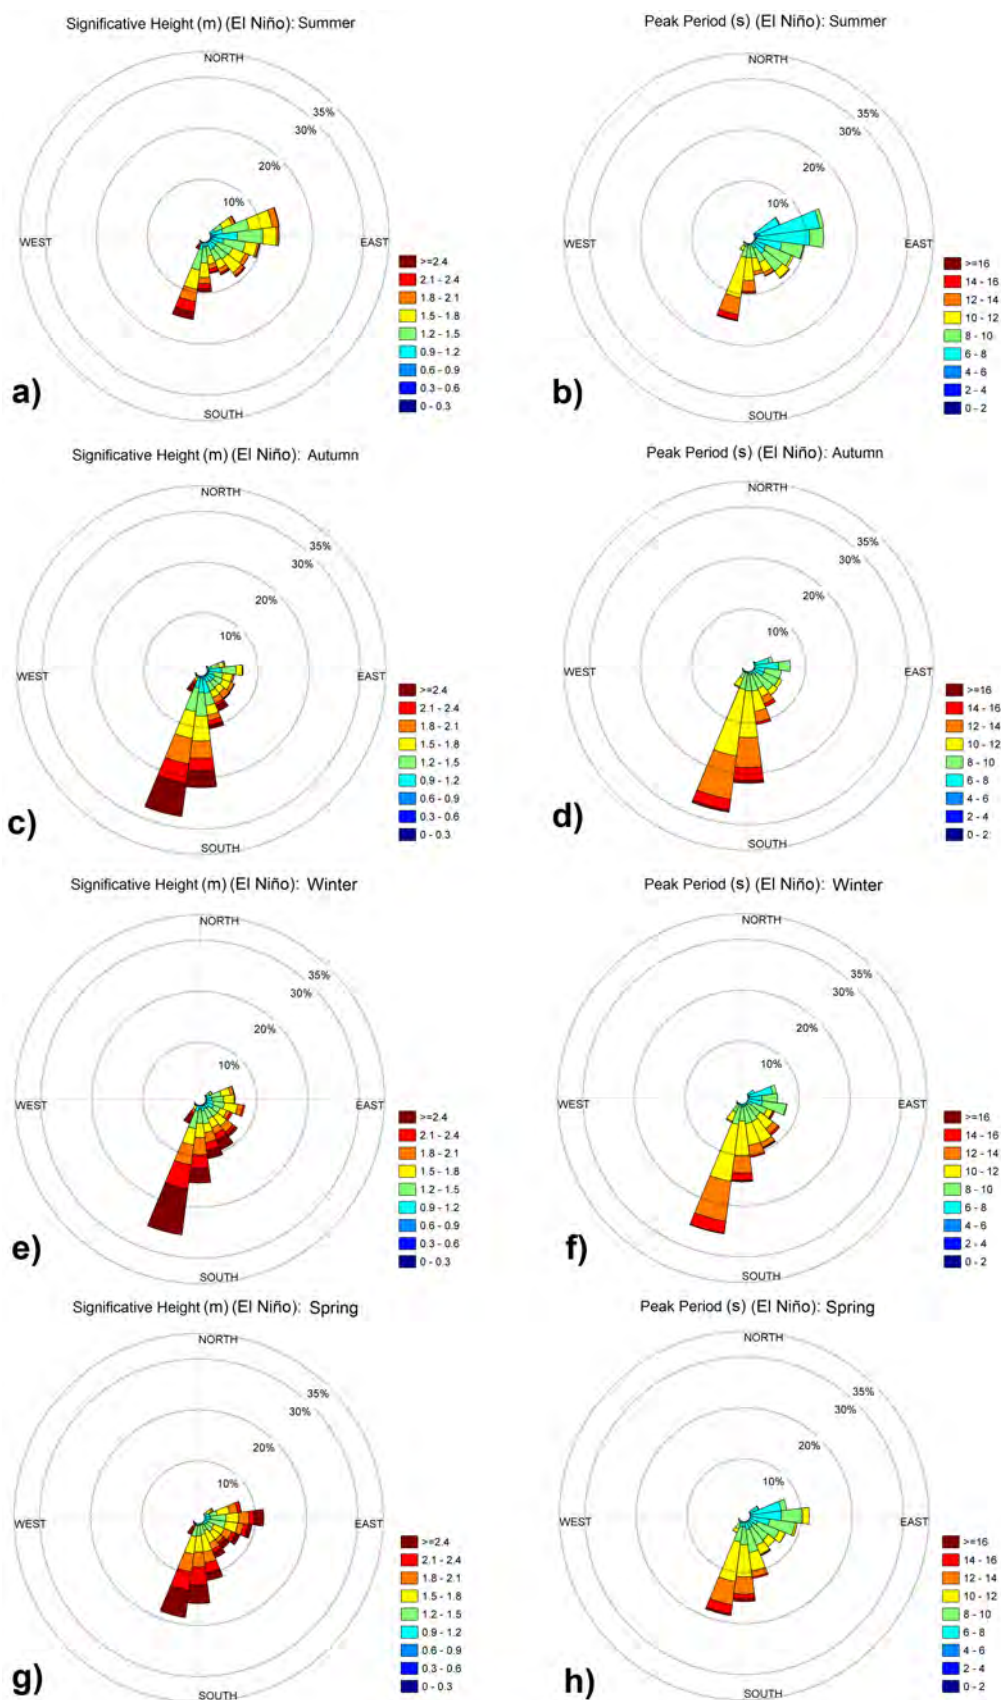 Significative Height (m) (El Niño): Summer
NORTH
35%
30%
20%
10%
WEST
EAST
SOUTH
>=2.4
2.1 - 2.4
1.8 - 2.1
1.5 - 1.8
1.2 - 1.5
0.9 - 1.2
0.6 - 0.9
0.3 - 0.6
0 - 0.3
a)
Peak Period (s) (El Niño): Summer
NORTH
35%
30%
20%
10%
WEST
EAST
SOUTH
>=16
14 - 16
12 - 14
10 - 12
8 - 10
6 - 8
4 - 6
2 - 4
0 - 2
b)
Significative Height (m) (El Niño): Autumn
NORTH
35%
30%
20%
10%
WEST
EAST
SOUTH
>=2.4
2.1 - 2.4
1.8 - 2.1
1.5 - 1.8
1.2 - 1.5
0.9 - 1.2
0.6 - 0.9
0.3 - 0.6
0 - 0.3
c)
Peak Period (s) (El Niño): Autumn
NORTH
35%
30%
20%
10%
WEST
EAST
SOUTH
>=16
14 - 16
12 - 14
10 - 12
8 - 10
6 - 8
4 - 6
2 - 4
0 - 2
d)
Significative Height (m) (El Niño): Winter
NORTH
35%
30%
20%
10%
WEST
EAST
SOUTH
>=2.4
2.1 - 2.4
1.8 - 2.1
1.5 - 1.8
1.2 - 1.5
0.9 - 1.2
0.6 - 0.9
0.3 - 0.6
0 - 0.3
e)
Peak Period (s) (El Niño): Winter
NORTH
35%
30%
20%
10%
WEST
EAST
SOUTH
>=16
14 - 16
12 - 14
10 - 12
8 - 10
6 - 8
4 - 6
2 - 4
0 - 2
f)
Significative Height (m) (El Niño): Spring
NORTH
35%
30%
20%
10%
WEST
EAST
SOUTH
>=2.4
2.1 - 2.4
1.8 - 2.1
1.5 - 1.8
1.2 - 1.5
0.9 - 1.2
0.6 - 0.9
0.3 - 0.6
0 - 0.3
g)
Peak Period (s) (El Niño): Spring
NORTH
35%
30%
20%
10%
WEST
EAST
SOUTH
>=16
14 - 16
12 - 14
10 - 12
8 - 10
6 - 8
4 - 6
2 - 4
0 - 2
h)